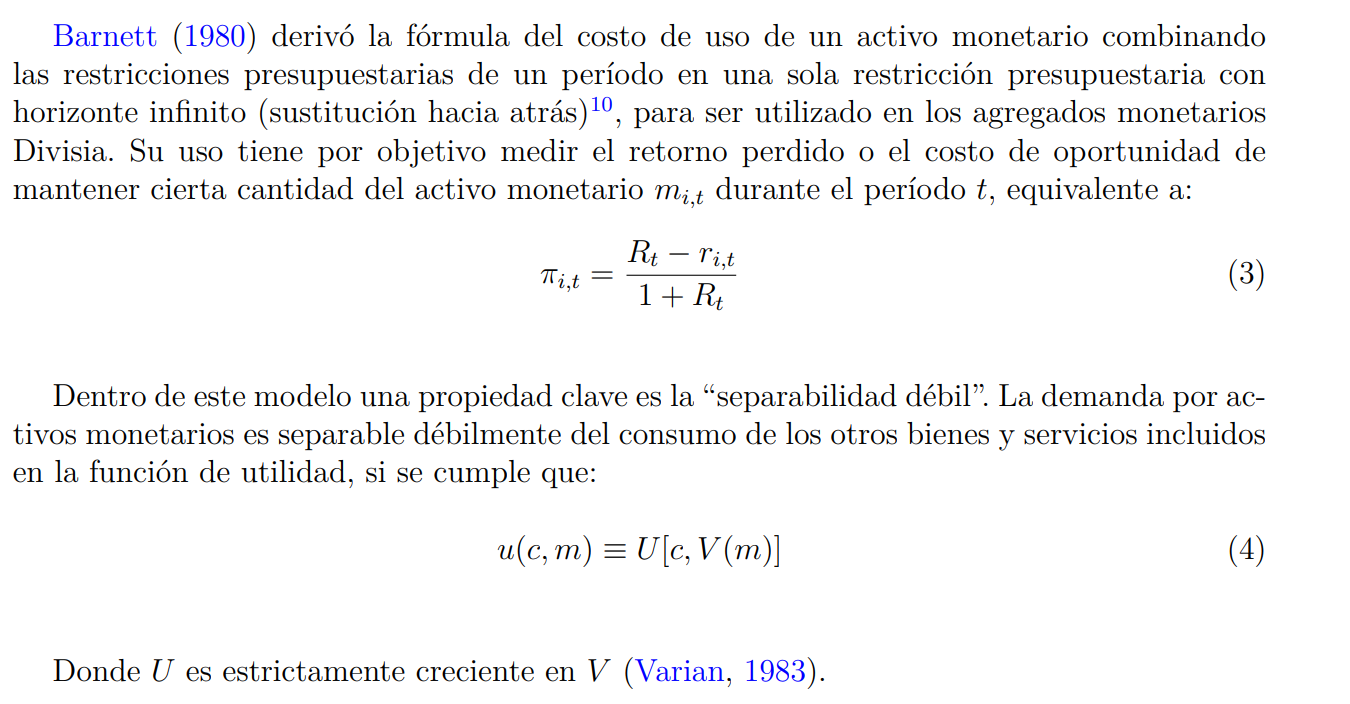 Barnett (1980) derivó la fórmula del costo de uso de un activo monetario combinando
las restricciones presupuestarias de un período en una sola restricción presupuestaria con
horizonte infinito (sustitución hacia atrás)¹⁰, para ser utilizado en los agregados monetarios
Divisia. Su uso tiene por objetivo medir el retorno perdido o el costo de oportunidad de
mantener cierta cantidad del activo monetario $m_{i,t}$ durante el período $t$, equivalente a:
$\pi_{i,t} = \frac{R_t - r_{i,t}}{1 + R_t}$ (3)
Dentro de este modelo una propiedad clave es la “separabilidad débil”. La demanda por ac-
tivos monetarios es separable débilmente del consumo de los otros bienes y servicios incluidos
en la función de utilidad, si se cumple que:
$u(c, m) \equiv U[c, V(m)]$ (4)
Donde $U$ es estrictamente creciente en $V$ (Varian, 1983).